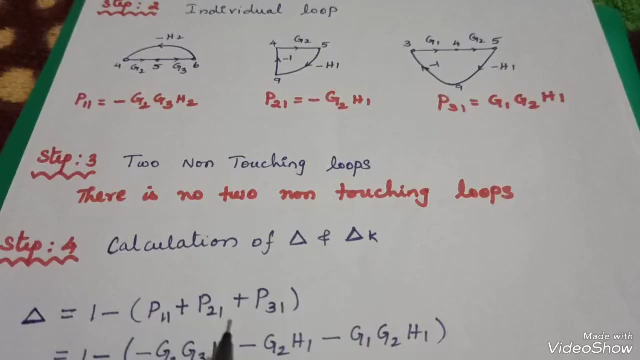 Step: 2 Individual loop
-H2
4 G2 5 G3 6
4 G2 5
-1 -H1
9
3 G1 4 G2 5
-1 -H1
9
P11 = - G2 G3 H2
P21 = - G2 H1
P31 = G1 G2 H1
Step: 3 Two Non Touching loops
There is no two non touching loops
Step: 4 Calculation of Δ & Δk
Δ = 1 - (P11 + P21 + P31)
= 1 - (-G2 G3 - G2 H1 - G1 G2 H1)
Made With
VideoShow